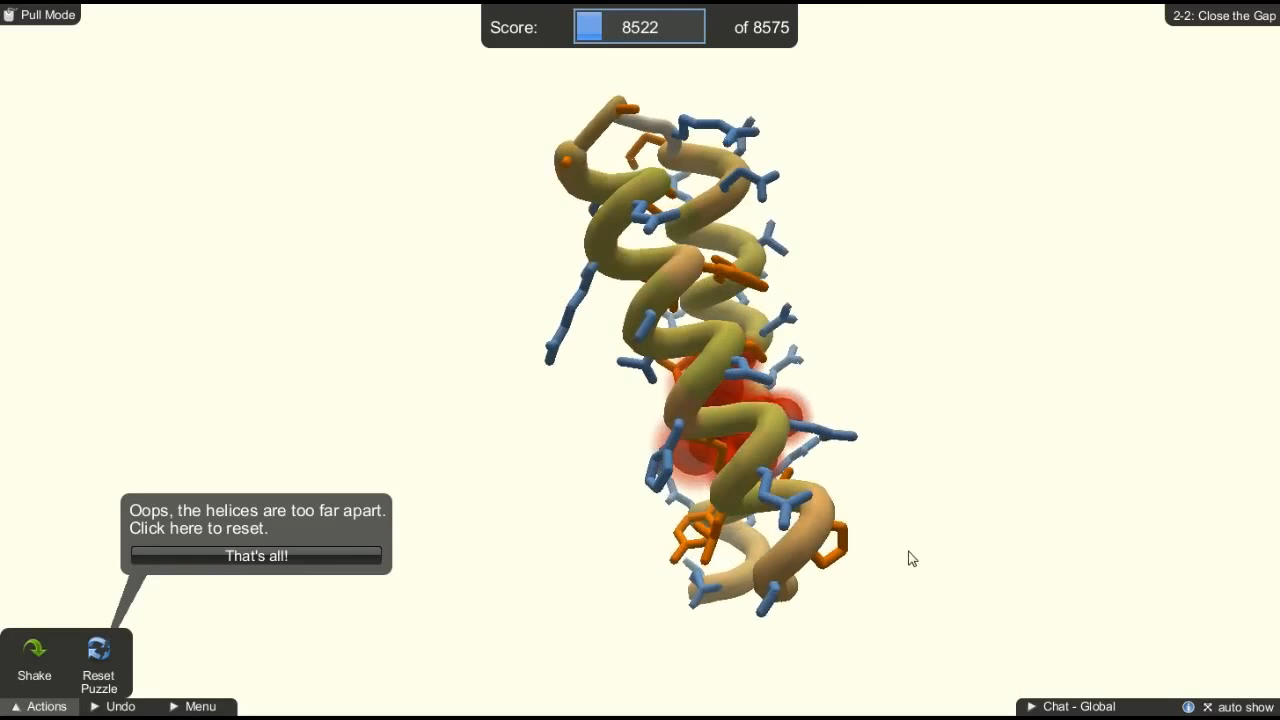 Pull Mode
Score: 8522 of 8575
2-2: Close the Gap
Oops, the helices are too far apart.
Click here to reset.
That's all!
Shake
Reset
Puzzle
Actions
Undo
Menu
Chat - Global
auto show